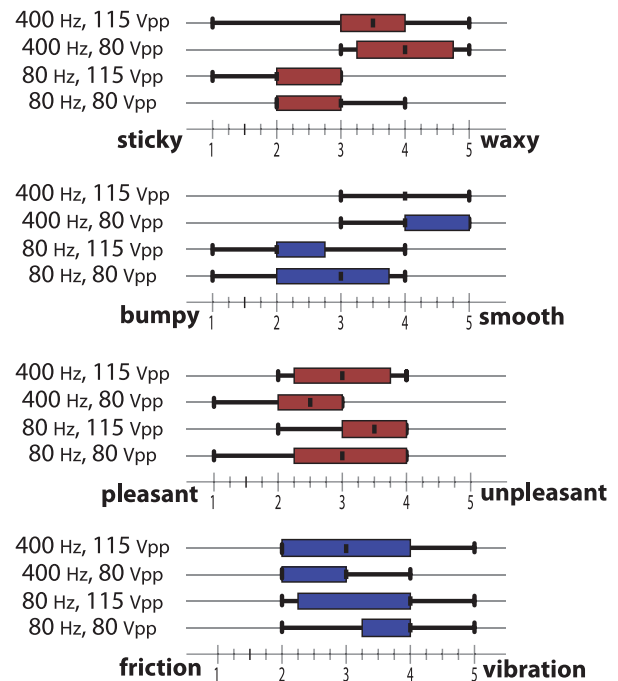 400 Hz, 115 Vpp
400 Hz, 80 Vpp
80 Hz, 115 Vpp
80 Hz, 80 Vpp
sticky 1 2 3 4 5 waxy
400 Hz, 115 Vpp
400 Hz, 80 Vpp
80 Hz, 115 Vpp
80 Hz, 80 Vpp
bumpy 1 2 3 4 5 smooth
400 Hz, 115 Vpp
400 Hz, 80 Vpp
80 Hz, 115 Vpp
80 Hz, 80 Vpp
pleasant 1 2 3 4 5 unpleasant
400 Hz, 115 Vpp
400 Hz, 80 Vpp
80 Hz, 115 Vpp
80 Hz, 80 Vpp
friction 1 2 3 4 5 vibration